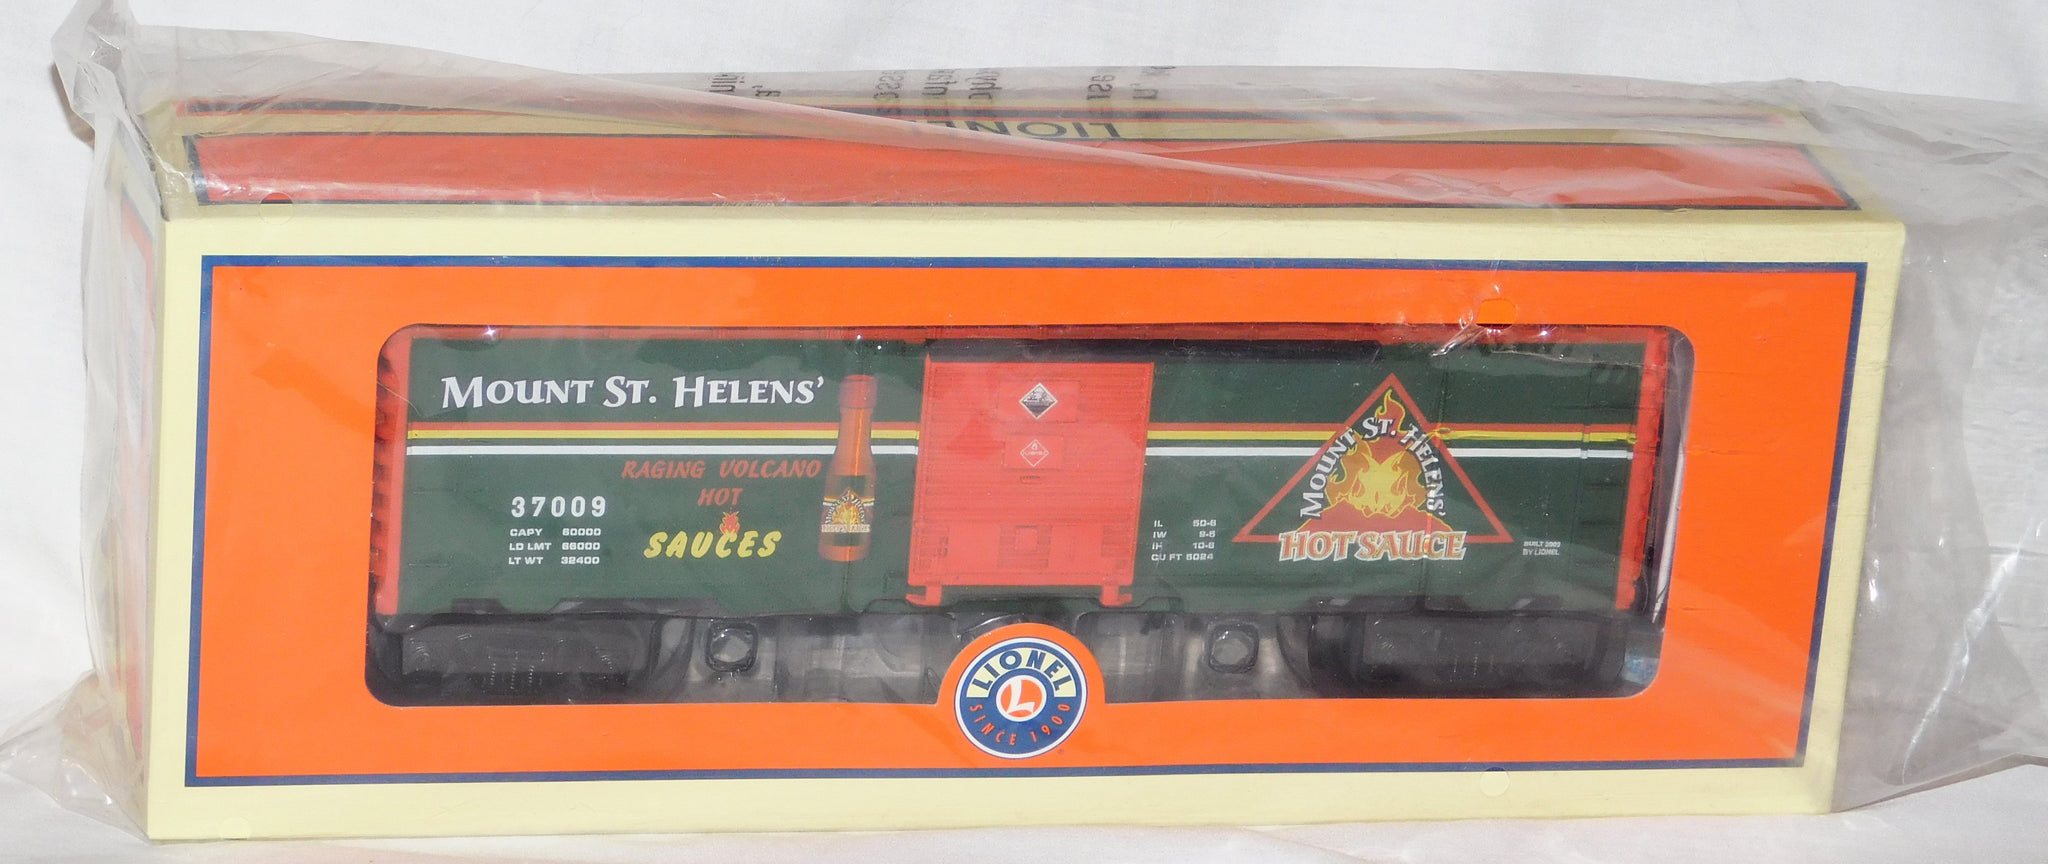 LIONEL
MOUNT ST. HELENS'
RAGING VOLCANO
HOT
SAUCES
37009
CAPY 60000
LD LMT 66000
LT WT 32400
IL 50-6
IW 9-5
IH 10-6
CU FT 5024
MOUNT ST. HELENS'
HOT SAUCE
BY LIONEL
LIONEL
L
SINCE 1900